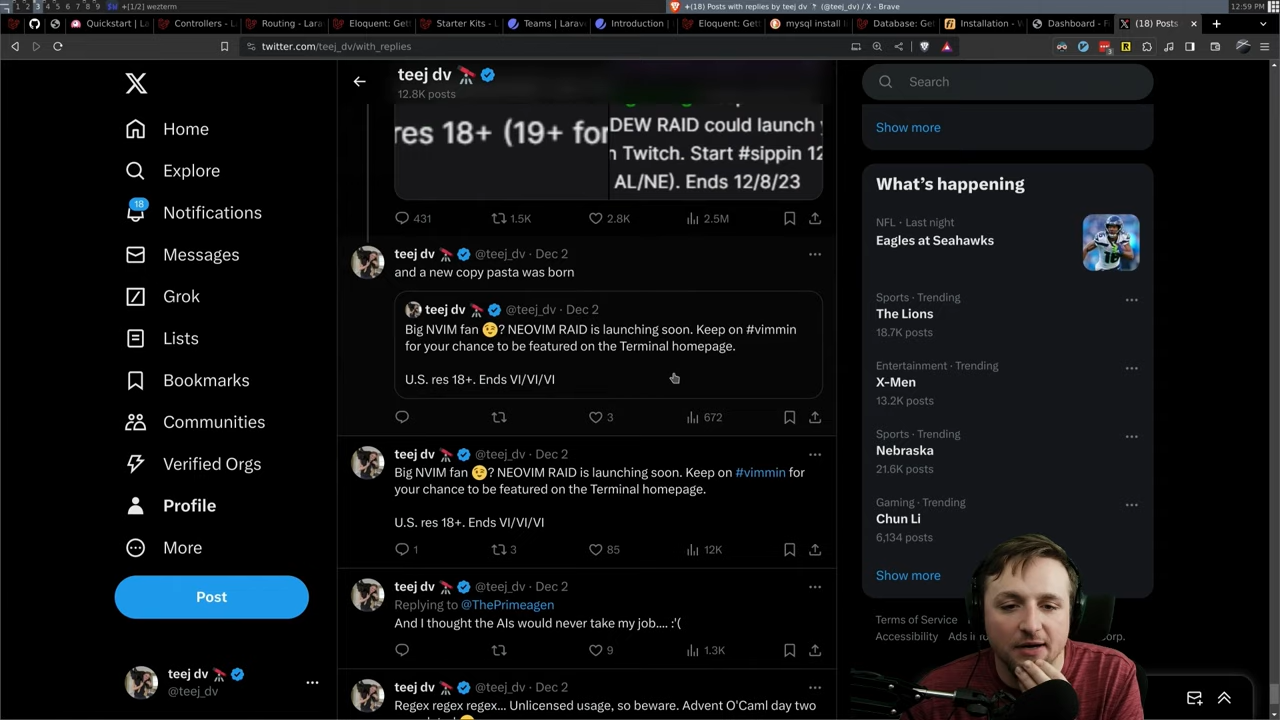 +[1/2] wezterm
+(18) Posts with replies by teej dv / X - Brave
12:59 PM
Quickstart | La
Controllers - L
Routing - Lara
Eloquent: Get
Starter Kits - L
Teams | Larav
Introduction |
Eloquent: Get
mysql install
Database: Get
Installation - V
Dashboard - F
(18) Posts
twitter.com/teej_dv/with_replies
Home
Explore
18
Notifications
Messages
Grok
Lists
Bookmarks
Communities
Verified Orgs
Profile
More
Post
teej dv
@teej_dv
teej dv
12.8K posts
res 18+ (19+ for
DEW RAID could launch
n Twitch. Start #sippin 12
AL/NE). Ends 12/8/23
431 1.5K 2.8K 2.5M
teej dv @teej_dv · Dec 2
and a new copy pasta was born
teej dv @teej_dv · Dec 2
Big NVIM fan 😉? NEOVIM RAID is launching soon. Keep on #vimmin
for your chance to be featured on the Terminal homepage.
U.S. res 18+. Ends VI/VI/VI
3 672
teej dv @teej_dv · Dec 2
Big NVIM fan 😉? NEOVIM RAID is launching soon. Keep on #vimmin for
your chance to be featured on the Terminal homepage.
U.S. res 18+. Ends VI/VI/VI
1 3 85 12K
teej dv @teej_dv · Dec 2
Replying to @ThePrimeagen
And I thought the AIs would never take my job.... :'(
9 1.3K
teej dv @teej_dv · Dec 2
Regex regex regex... Unlicensed usage, so beware. Advent O'Caml day two
Search
Show more
What's happening
NFL · Last night
Eagles at Seahawks
Sports · Trending
The Lions
18.7K posts
Entertainment · Trending
X-Men
13.2K posts
Sports · Trending
Nebraska
21.6K posts
Gaming · Trending
Chun Li
6,134 posts
Show more
Terms of Service
Accessibility Ads in
Corp.